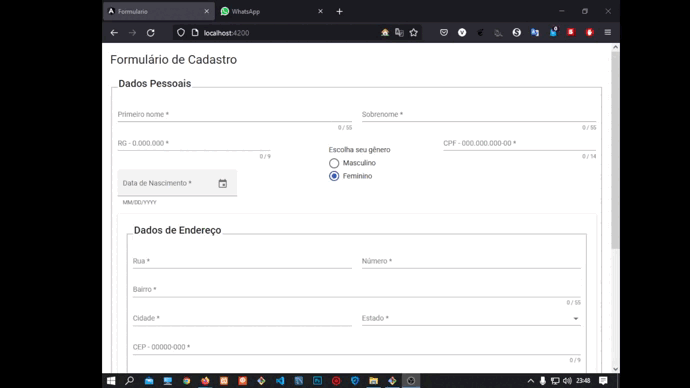 Formulario
WhatsApp
localhost:4200
Formulário de Cadastro
Dados Pessoais
Primeiro nome *
Sobrenome *
0 / 55
0 / 55
RG - 0.000.000 *
Escolha seu gênero
CPF - 000.000.000-00 *
0 / 9
Masculino
0 / 14
Feminino
Data de Nascimento *
MM/DD/YYYY
Dados de Endereço
Rua *
Número *
Bairro *
0 / 55
Cidade *
Estado *
CEP - 00000-000 *
0 / 9
23:48